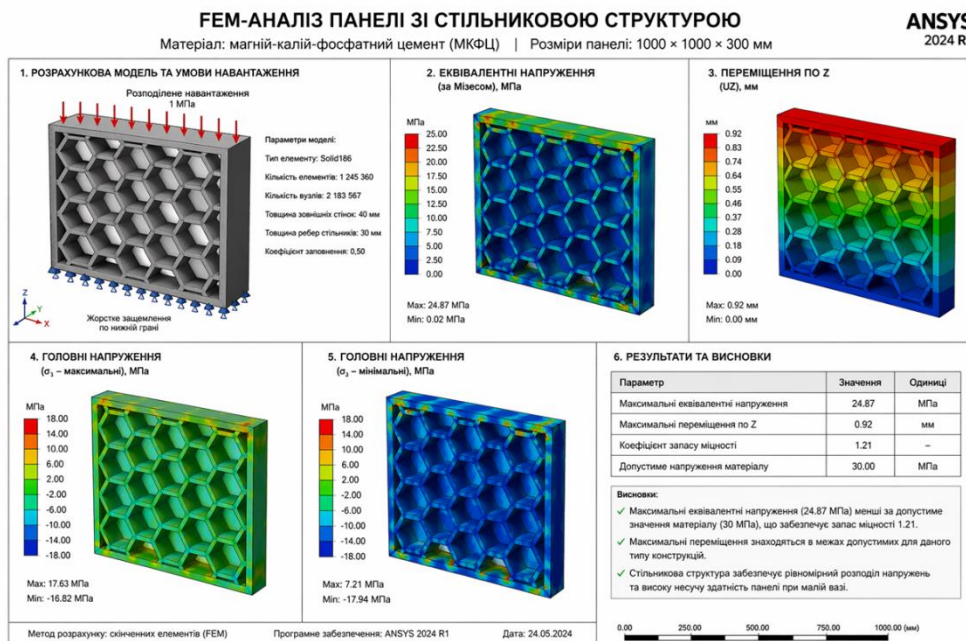 FEM-АНАЛІЗ ПАНЕЛІ ЗІ СТІЛЬНИКОВОЮ СТРУКТУРОЮ
Матеріал: магній-калій-фосфатний цемент (МКФЦ) | Розміри панелі: 1000 × 1000 × 300 мм
ANSYS
2024 R
1. РОЗРАХУНКОВА МОДЕЛЬ ТА УМОВИ НАВАНТАЖЕННЯ
Розподілене навантаження
1 МПа
Параметри моделі:
Тип елементу: Solid186
Кількість елементів: 1 245 360
Кількість вузлів: 2 183 567
Товщина зовнішніх стінок: 40 мм
Товщина ребер стільників: 30 мм
Коефіцієнт заповнення: 0,50
Z
Y
X
Жорстке защемлення
по нижній грані
2. ЕКВІВАЛЕНТНІ НАПРУЖЕННЯ
(за Мізесом), МПа
МПа
25.00
22.50
20.00
17.50
15.00
12.50
10.00
7.50
5.00
2.50
0.00
Max: 24.87 МПа
Min: 0.02 МПа
3. ПЕРЕМІЩЕННЯ ПО Z
(UZ), мм
мм
0.92
0.83
0.74
0.64
0.55
0.46
0.37
0.28
0.18
0.09
0.00
Max: 0.92 мм
Min: 0.00 мм
4. ГОЛОВНІ НАПРУЖЕННЯ
(σ₁ – максимальні), МПа
МПа
18.00
14.00
10.00
6.00
2.00
-2.00
-6.00
-10.00
-14.00
-18.00
Max: 17.63 МПа
Min: -16.82 МПа
5. ГОЛОВНІ НАПРУЖЕННЯ
(σ₃ – мінімальні), МПа
МПа
18.00
14.00
10.00
6.00
2.00
-2.00
-6.00
-10.00
-14.00
-18.00
Max: 7.21 МПа
Min: -17.94 МПа
6. РЕЗУЛЬТАТИ ТА ВИСНОВКИ
Параметр Значення Одиниці
Максимальні еквівалентні напруження 24.87 МПа
Максимальні переміщення по Z 0.92 мм
Коефіцієнт запасу міцності 1.21 –
Допустиме напруження матеріалу 30.00 МПа
Висновки:
✓ Максимальні еквівалентні напруження (24.87 МПа) менші за допустиме
значення матеріалу (30 МПа), що забезпечує запас міцності 1.21.
✓ Максимальні переміщення знаходяться в межах допустимих для даного
типу конструкцій.
✓ Стільникова структура забезпечує рівномірний розподіл напружень
та високу несучу здатність панелі при малій вазі.
Метод розрахунку: скінченних елементів (FEM) Програмне забезпечення: ANSYS 2024 R1 Дата: 24.05.2024
0.00 250.00 500.00 750.00 1000.00 (мм)